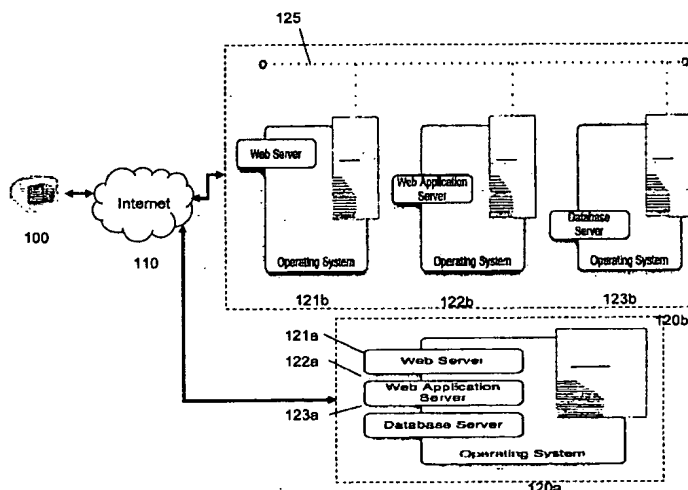 125
Web Server
Web Application
Server
Database
Server
Internet
100
110
Operating System
Operating System
Operating System
121b
122b
123b
120b
121a
122a
123a
Web Server
Web Application
Server
Database Server
Operating System
120a